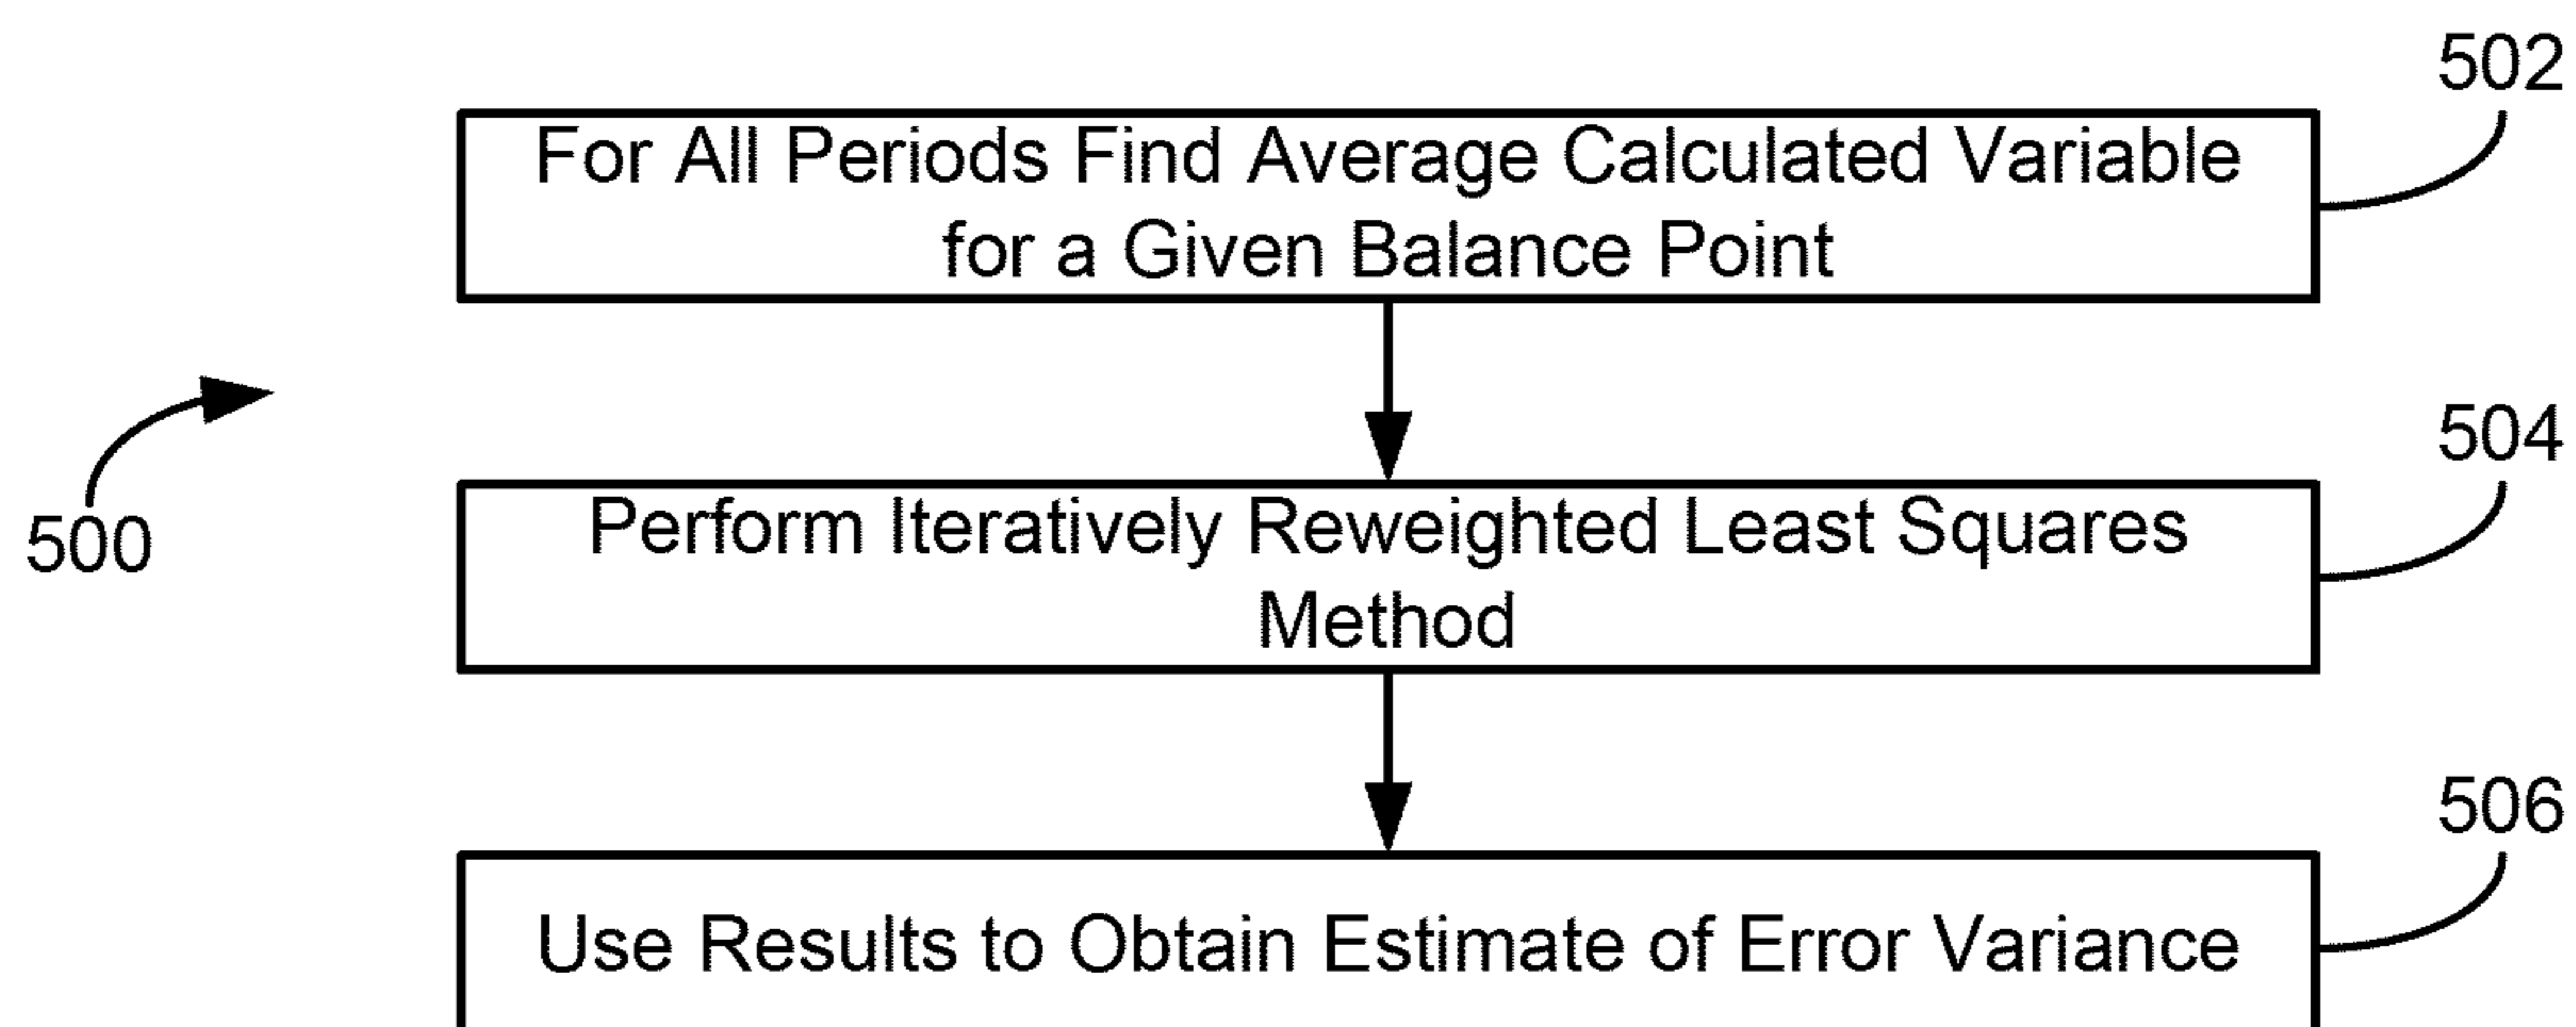 502
For All Periods Find Average Calculated Variable
for a Given Balance Point
504
Perform Iteratively Reweighted Least Squares
Method
500
506
Use Results to Obtain Estimate of Error Variance